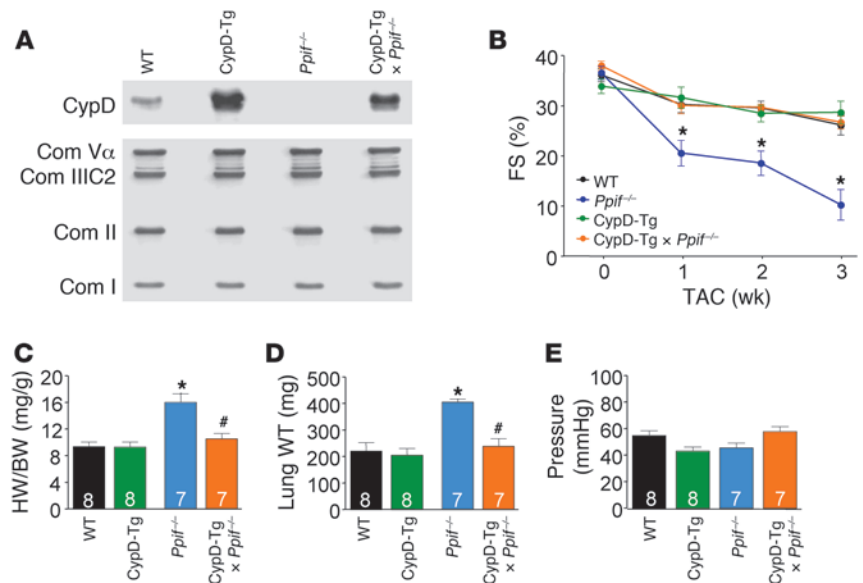 A
WT
CypD-Tg
Ppif–/–
CypD-Tg
× Ppif–/–
CypD
Com Vα
Com IIIC2
Com II
Com I
B
FS (%)
40
30
20
10
0
*
*
*
WT
Ppif–/–
CypD-Tg
CypD-Tg × Ppif–/–
0
1
2
3
TAC (wk)
C
HW/BW (mg/g)
20
16
12
8
4
0
*
#
8
8
7
7
WT
CypD-Tg
Ppif–/–
CypD-Tg
× Ppif–/–
D
Lung WT (mg)
500
400
300
200
100
0
*
#
8
8
7
7
WT
CypD-Tg
Ppif–/–
CypD-Tg
× Ppif–/–
E
Pressure
(mmHg)
100
80
60
40
20
0
8
8
7
7
WT
CypD-Tg
Ppif–/–
CypD-Tg
× Ppif–/–